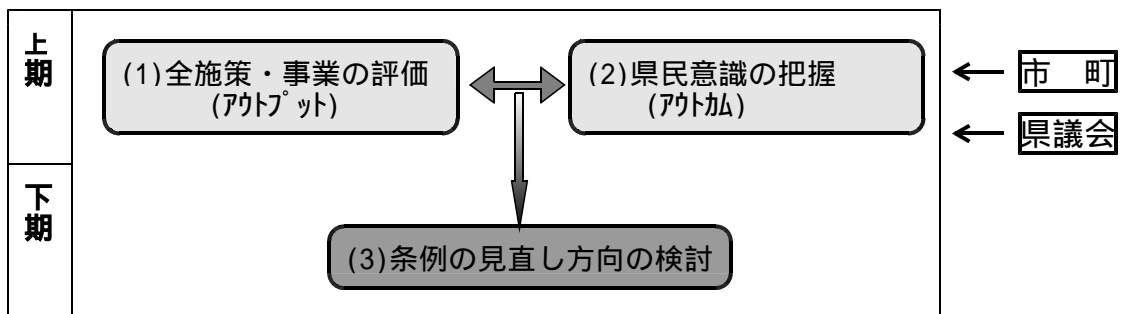 上期
(1)全施策・事業の評価
(ｱｳﾄﾌﾟｯﾄ)
(2)県民意識の把握
(ｱｳﾄｶﾑ)
市　町
県議会
下期
(3)条例の見直し方向の検討